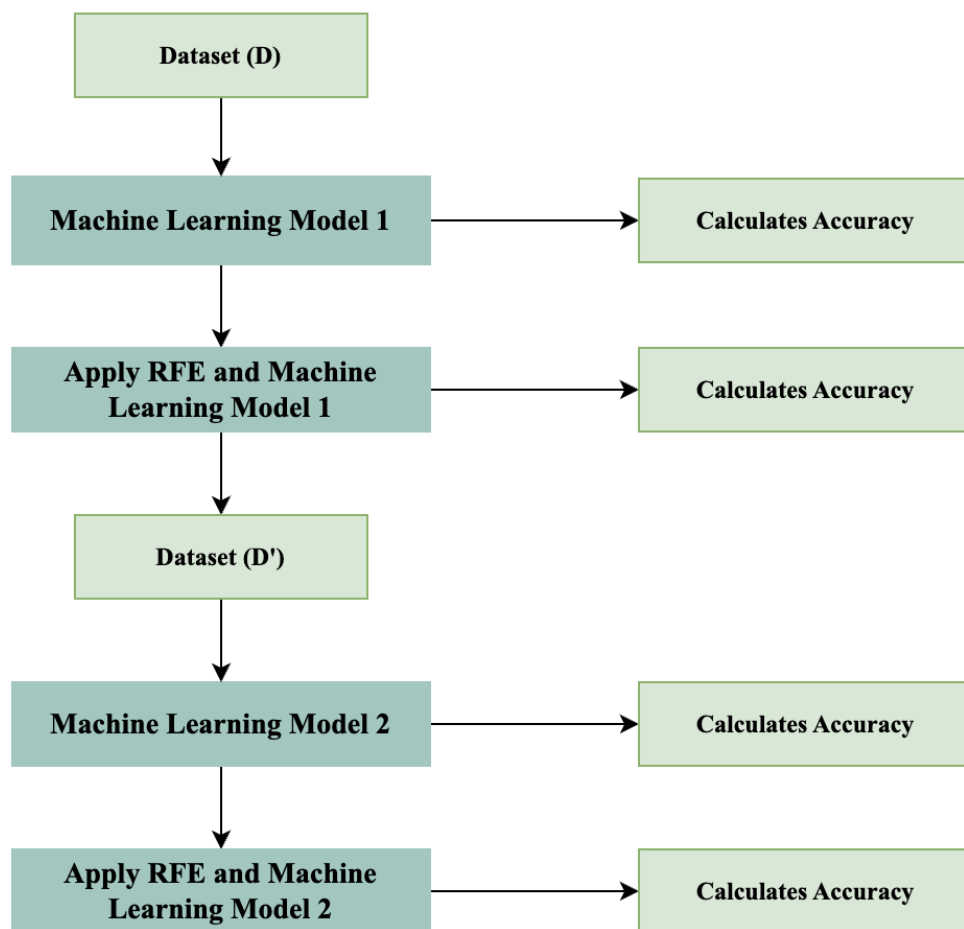 Dataset (D)
Machine Learning Model 1
Calculates Accuracy
Apply RFE and Machine
Learning Model 1
Calculates Accuracy
Dataset (D')
Machine Learning Model 2
Calculates Accuracy
Apply RFE and Machine
Learning Model 2
Calculates Accuracy